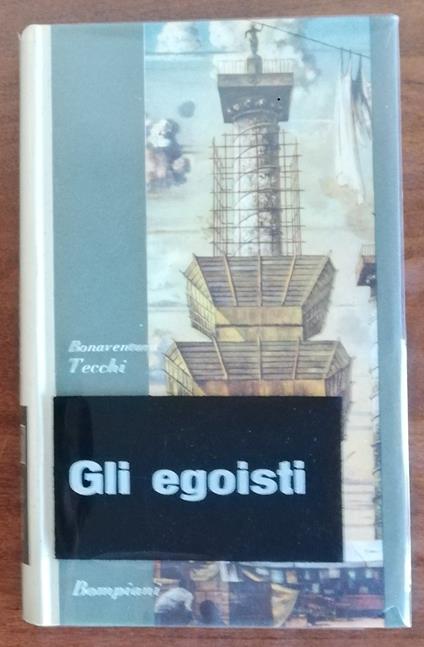 Bonaventura
Tecchi
Gli egoisti
Bompiani